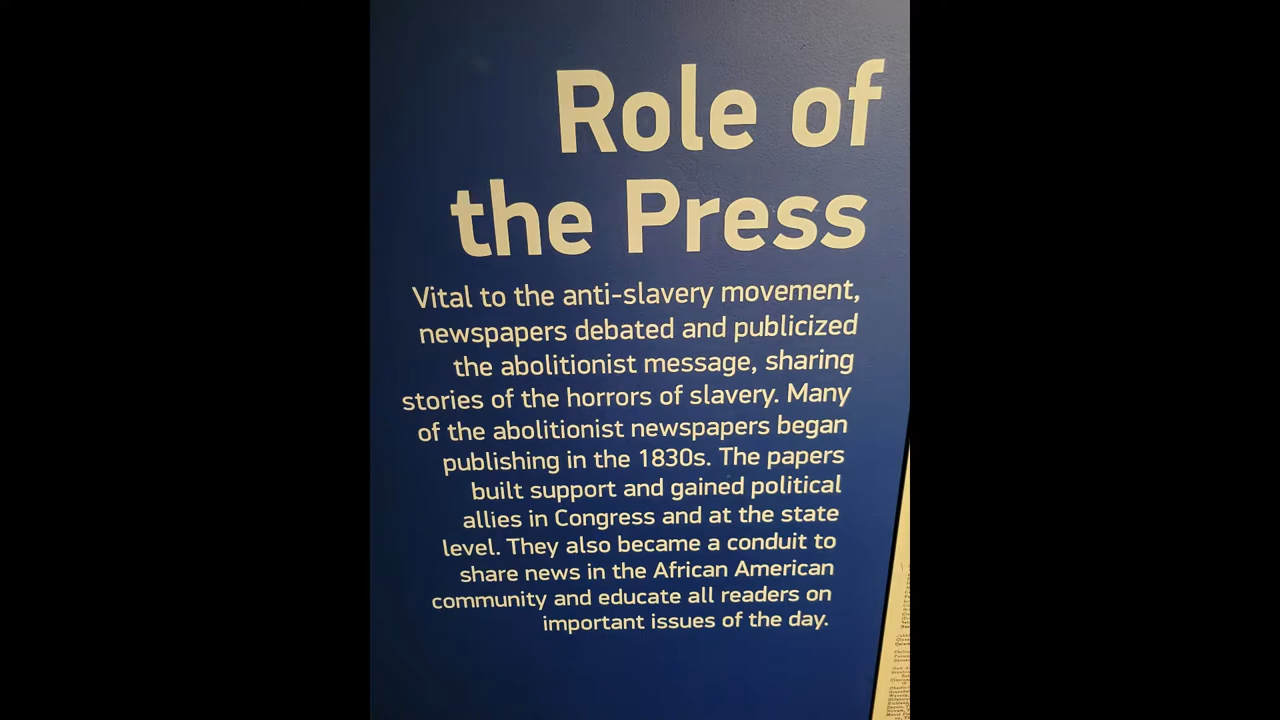 Role of
the Press
Vital to the anti-slavery movement,
newspapers debated and publicized
the abolitionist message, sharing
stories of the horrors of slavery. Many
of the abolitionist newspapers began
publishing in the 1830s. The papers
built support and gained political
allies in Congress and at the state
level. They also became a conduit to
share news in the African American
community and educate all readers on
important issues of the day.